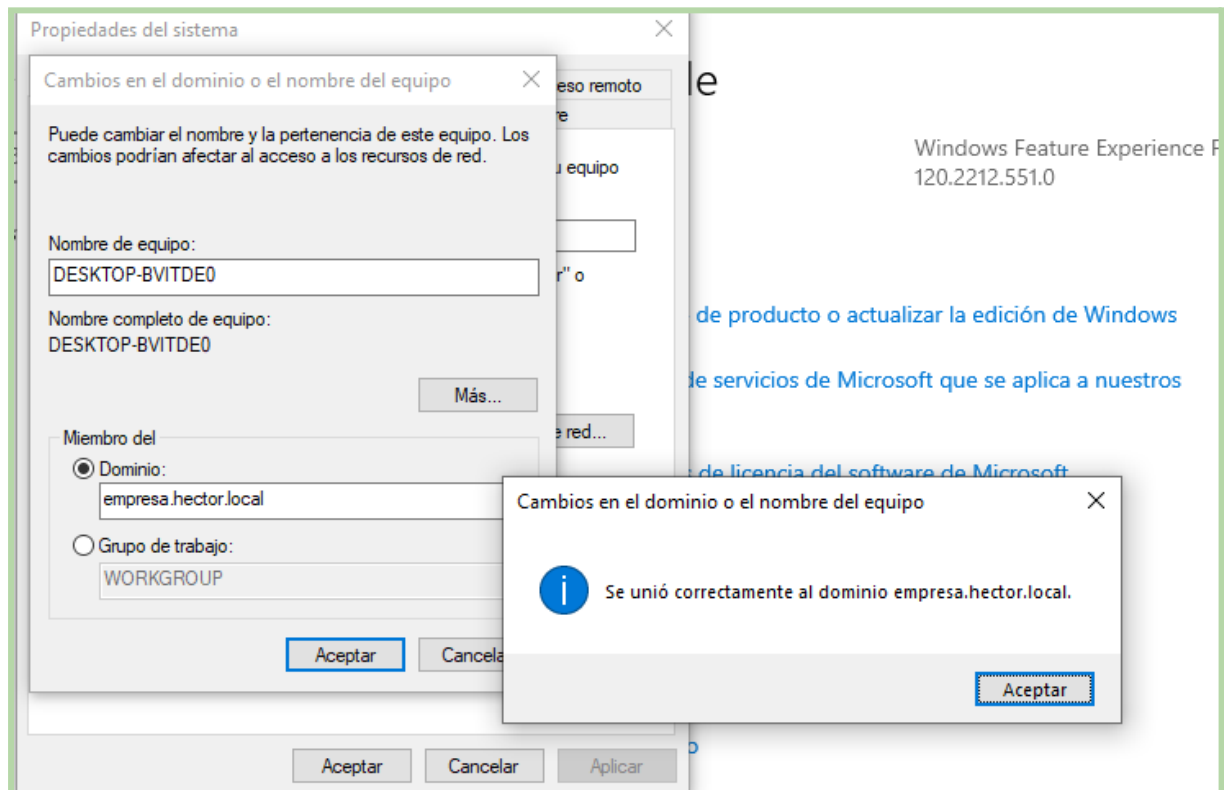 Propiedades del sistema
Cambios en el dominio o el nombre del equipo
Puede cambiar el nombre y la pertenencia de este equipo. Los
cambios podrían afectar al acceso a los recursos de red.
Nombre de equipo:
DESKTOP-BVITDE0
Nombre completo de equipo:
DESKTOP-BVITDE0
Más...
Miembro del
Dominio:
empresa.hector.local
Grupo de trabajo:
WORKGROUP
Aceptar
remoto
equipo
o
red...
Aceptar
Cancelar
Aplicar
Windows Feature Experience
120.2212.551.0
de producto o actualizar la edición de Windows
de servicios de Microsoft que se aplica a nuestros
de licencia del software de Microsoft
Cambios en el dominio o el nombre del equipo
Se unió correctamente al dominio empresa.hector.local.
Aceptar